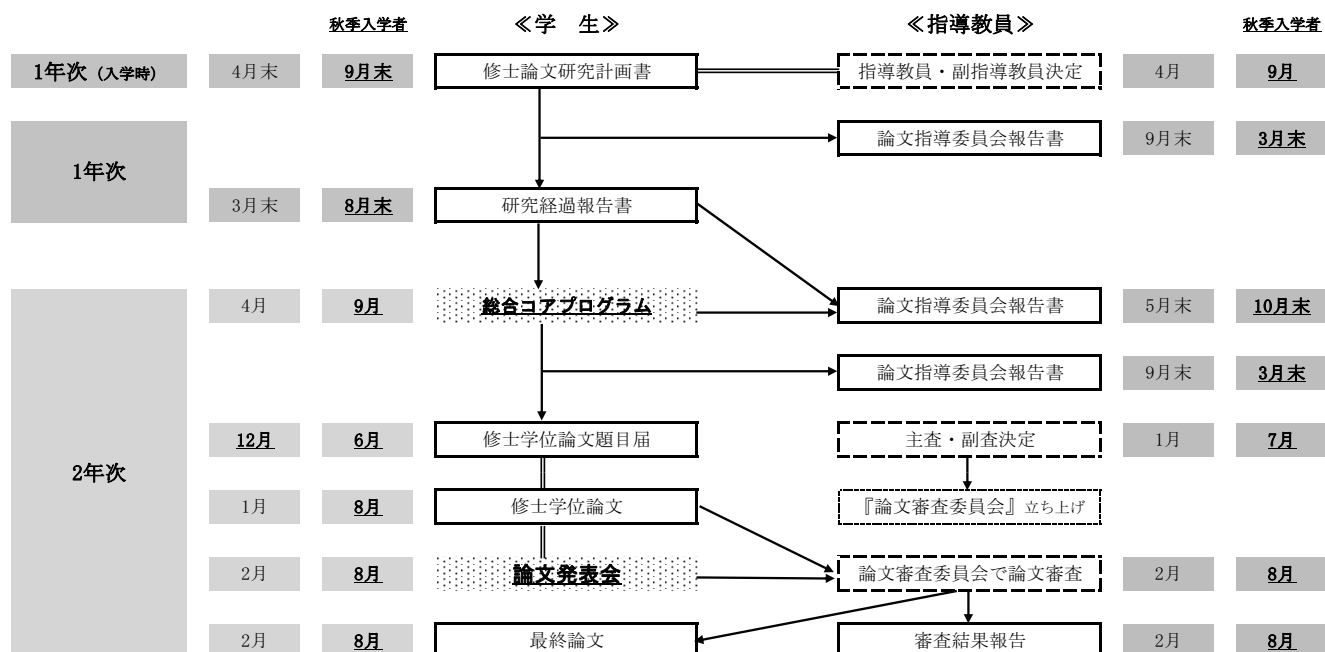 秋季入学者 ≪学　生≫ ≪指導教員≫ 秋季入学者
1年次（入学時） 4月末 9月末 修士論文研究計画書 指導教員・副指導教員決定 4月 9月
論文指導委員会報告書 9月末 3月末
1年次
3月末 8月末 研究経過報告書
4月 9月 総合コアプログラム 論文指導委員会報告書 5月末 10月末
論文指導委員会報告書 9月末 3月末
12月 6月 修士学位論文題目届 主査・副査決定 1月 7月
2年次
1月 8月 修士学位論文 『論文審査委員会』立ち上げ
2月 8月 論文発表会 論文審査委員会で論文審査 2月 8月
2月 8月 最終論文 審査結果報告 2月 8月